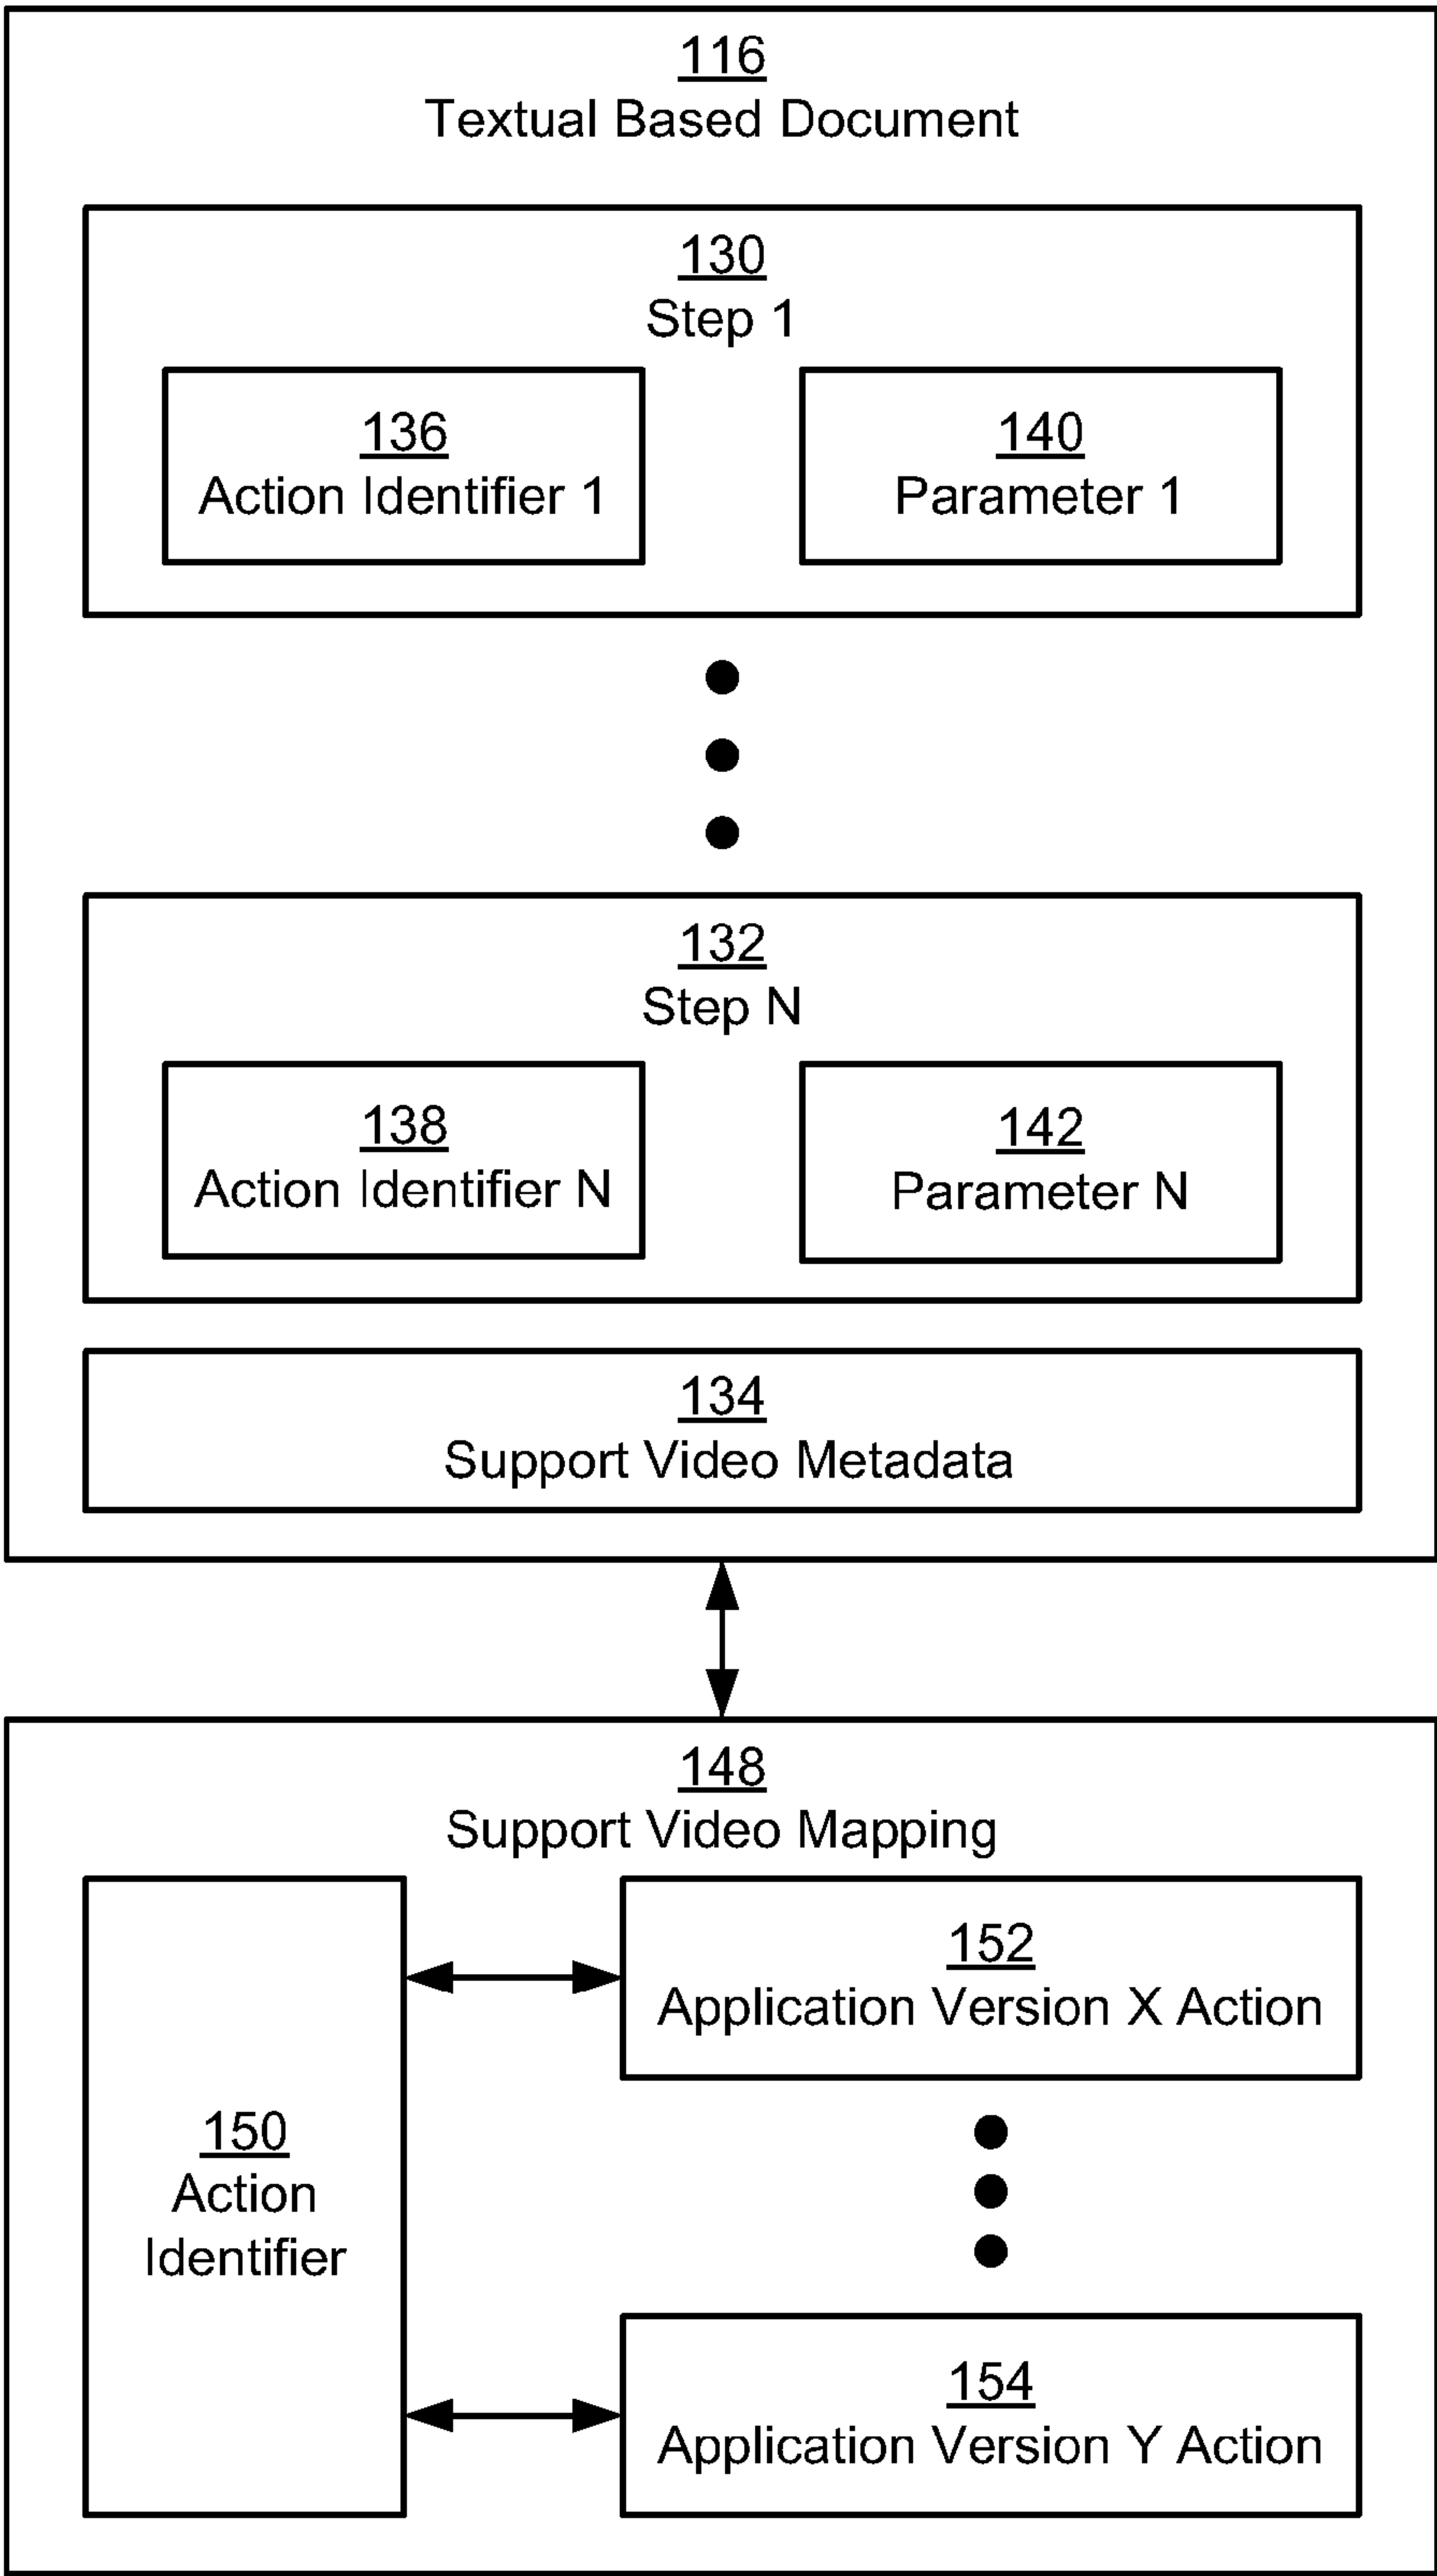 116
Textual Based Document
130
Step 1
136
Action Identifier 1
140
Parameter 1
132
Step N
138
Action Identifier N
142
Parameter N
134
Support Video Metadata
148
Support Video Mapping
150
Action
Identifier
152
Application Version X Action
154
Application Version Y Action